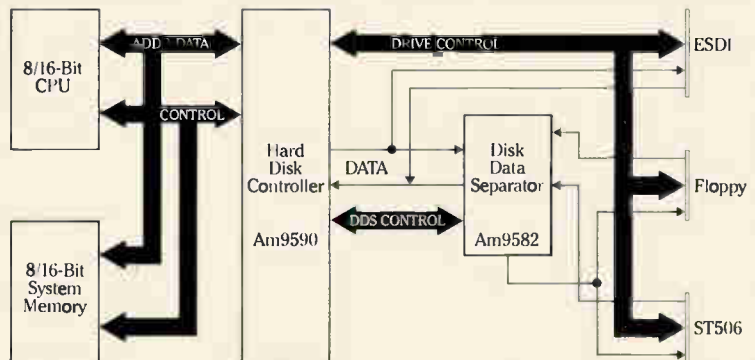 8/16-Bit
CPU
ADDR/DATA
CONTROL
8/16-Bit
System
Memory
Hard
Disk
Controller
Am9590
DRIVE CONTROL
DATA
DDS CONTROL
Disk
Data
Separator
Am9582
ESDI
Floppy
ST506